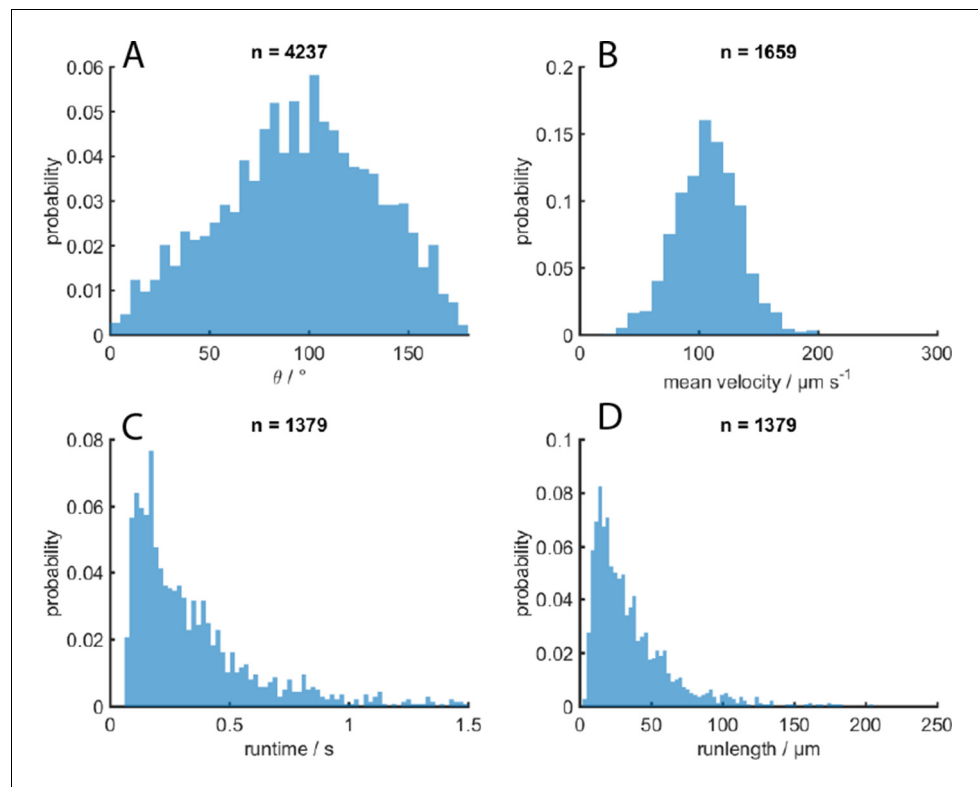 A
n = 4237
0.06
0.05
0.04
0.03
0.02
0.01
0
probability
0
50
100
150
θ / °
B
n = 1659
0.2
0.15
0.1
0.05
0
probability
0
100
200
300
mean velocity / µm s⁻¹
C
n = 1379
0.08
0.06
0.04
0.02
0
probability
0
0.5
1
1.5
runtime / s
D
n = 1379
0.1
0.08
0.06
0.04
0.02
0
probability
0
50
100
150
200
250
runlength / µm